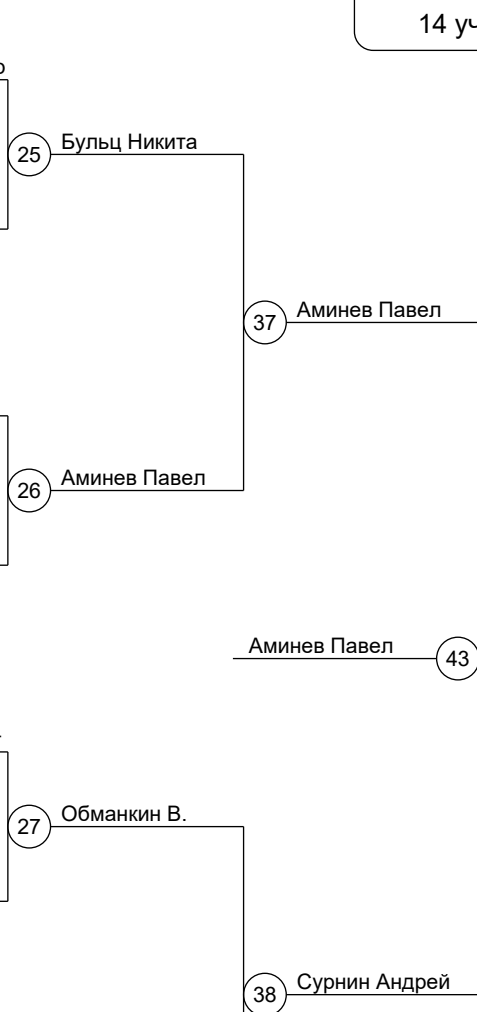 14 уч
25
Бульц Никита
37
Аминев Павел
26
Аминев Павел
Аминев Павел
43
27
Обманкин В.
38
Сурнин Андрей